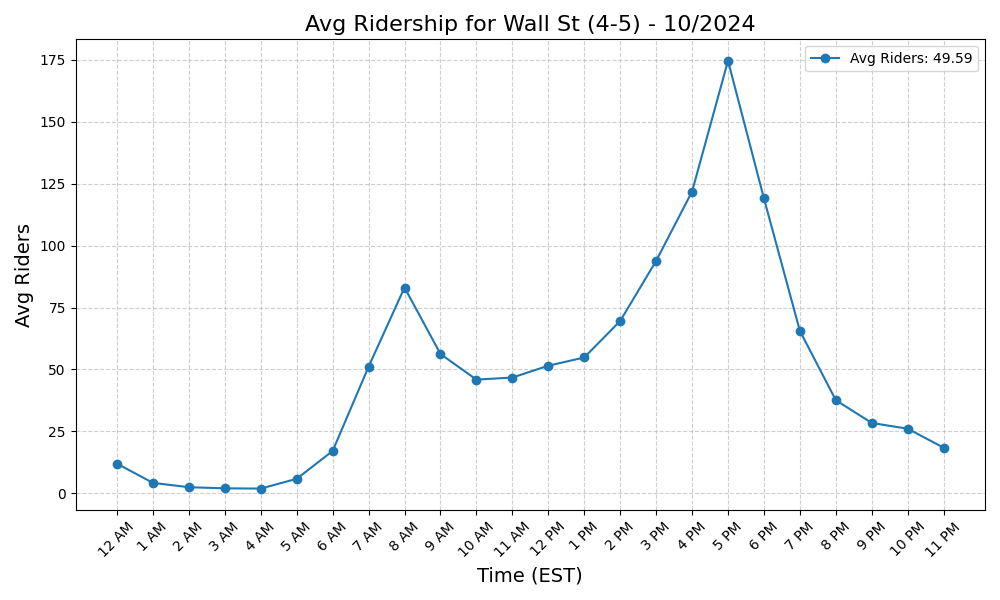 Avg Ridership for Wall St (4-5) - 10/2024
Avg Riders: 49.59
Avg Riders
175
150
125
100
75
50
25
0
12 AM
1 AM
2 AM
3 AM
4 AM
5 AM
6 AM
7 AM
8 AM
9 AM
10 AM
11 AM
12 PM
1 PM
2 PM
3 PM
4 PM
5 PM
6 PM
7 PM
8 PM
9 PM
10 PM
11 PM
Time (EST)